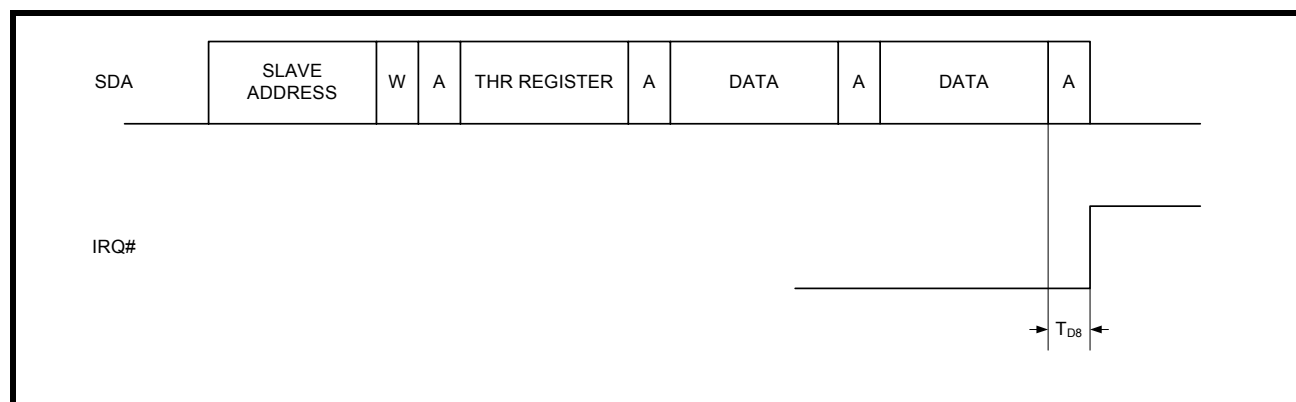 SDA
SLAVE
ADDRESS
W
A
THR REGISTER
A
DATA
A
DATA
A
IRQ#
TD8